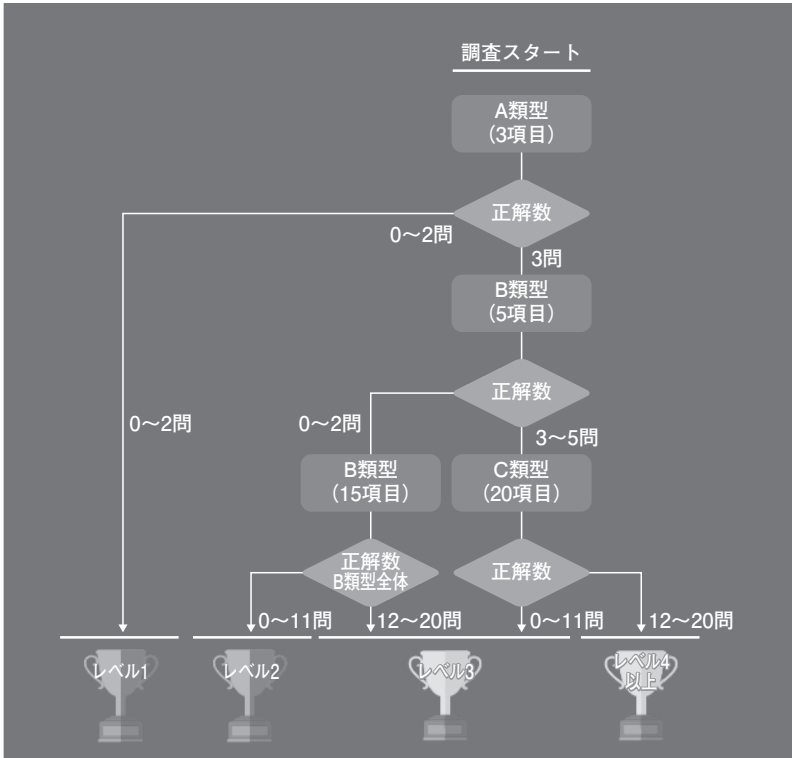 調査スタート
A類型
（3項目）
正解数
0～2問
3問
B類型
（5項目）
正解数
0～2問
0～2問
3～5問
B類型
（15項目）
C類型
（20項目）
正解数
B類型全体
正解数
0～11問
12～20問
0～11問
12～20問
レベル1
レベル2
レベル3
レベル4
以上